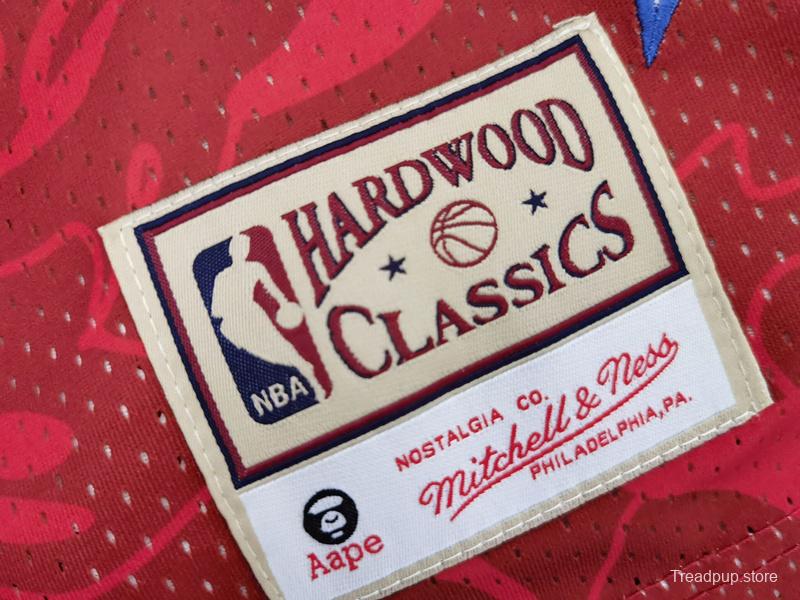 HARDWOOD
CLASSICS
NBA
NOSTALGIA CO.
Mitchell & Ness
PHILADELPHIA, PA.
Aape
Treadpup.store